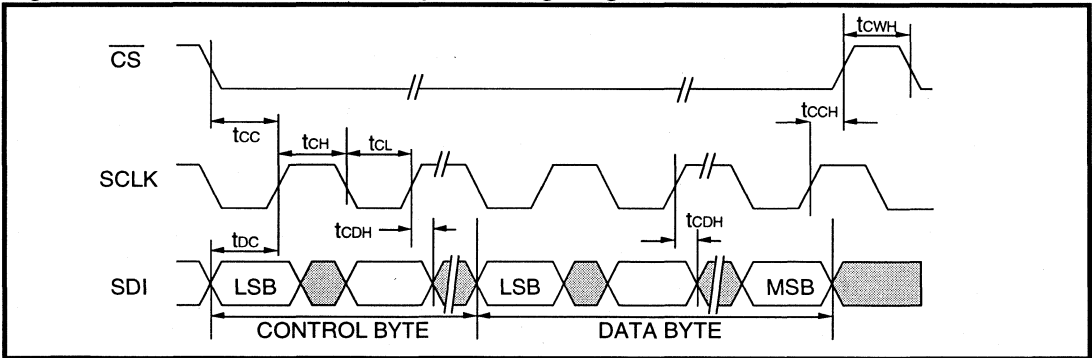 tCWH
CS
tCCH
tCC
tCH
tCL
SCLK
tCDH
tCDH
tDC
SDI
LSB
LSB
MSB
CONTROL BYTE
DATA BYTE